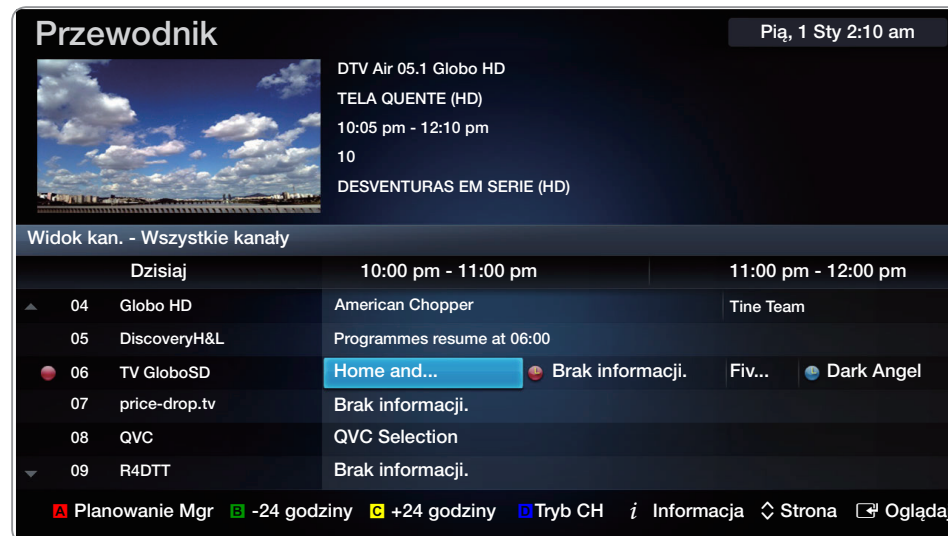 Przewodnik
Pią, 1 Sty 2:10 am
DTV Air 05.1 Globo HD
TELA QUENTE (HD)
10:05 pm - 12:10 pm
10
DESVENTURAS EM SERIE (HD)
Widok kan. - Wszystkie kanały
Dzisiaj 10:00 pm - 11:00 pm 11:00 pm - 12:00 pm
04 Globo HD American Chopper Tine Team
05 DiscoveryH&L Programmes resume at 06:00
06 TV GloboSD Home and... Brak informacji. Fiv... Dark Angel
07 price-drop.tv Brak informacji.
08 QVC QVC Selection
09 R4DTT Brak informacji.
A Planowanie Mgr B -24 godziny C +24 godziny D Tryb CH i Informacja Strona Ogląda